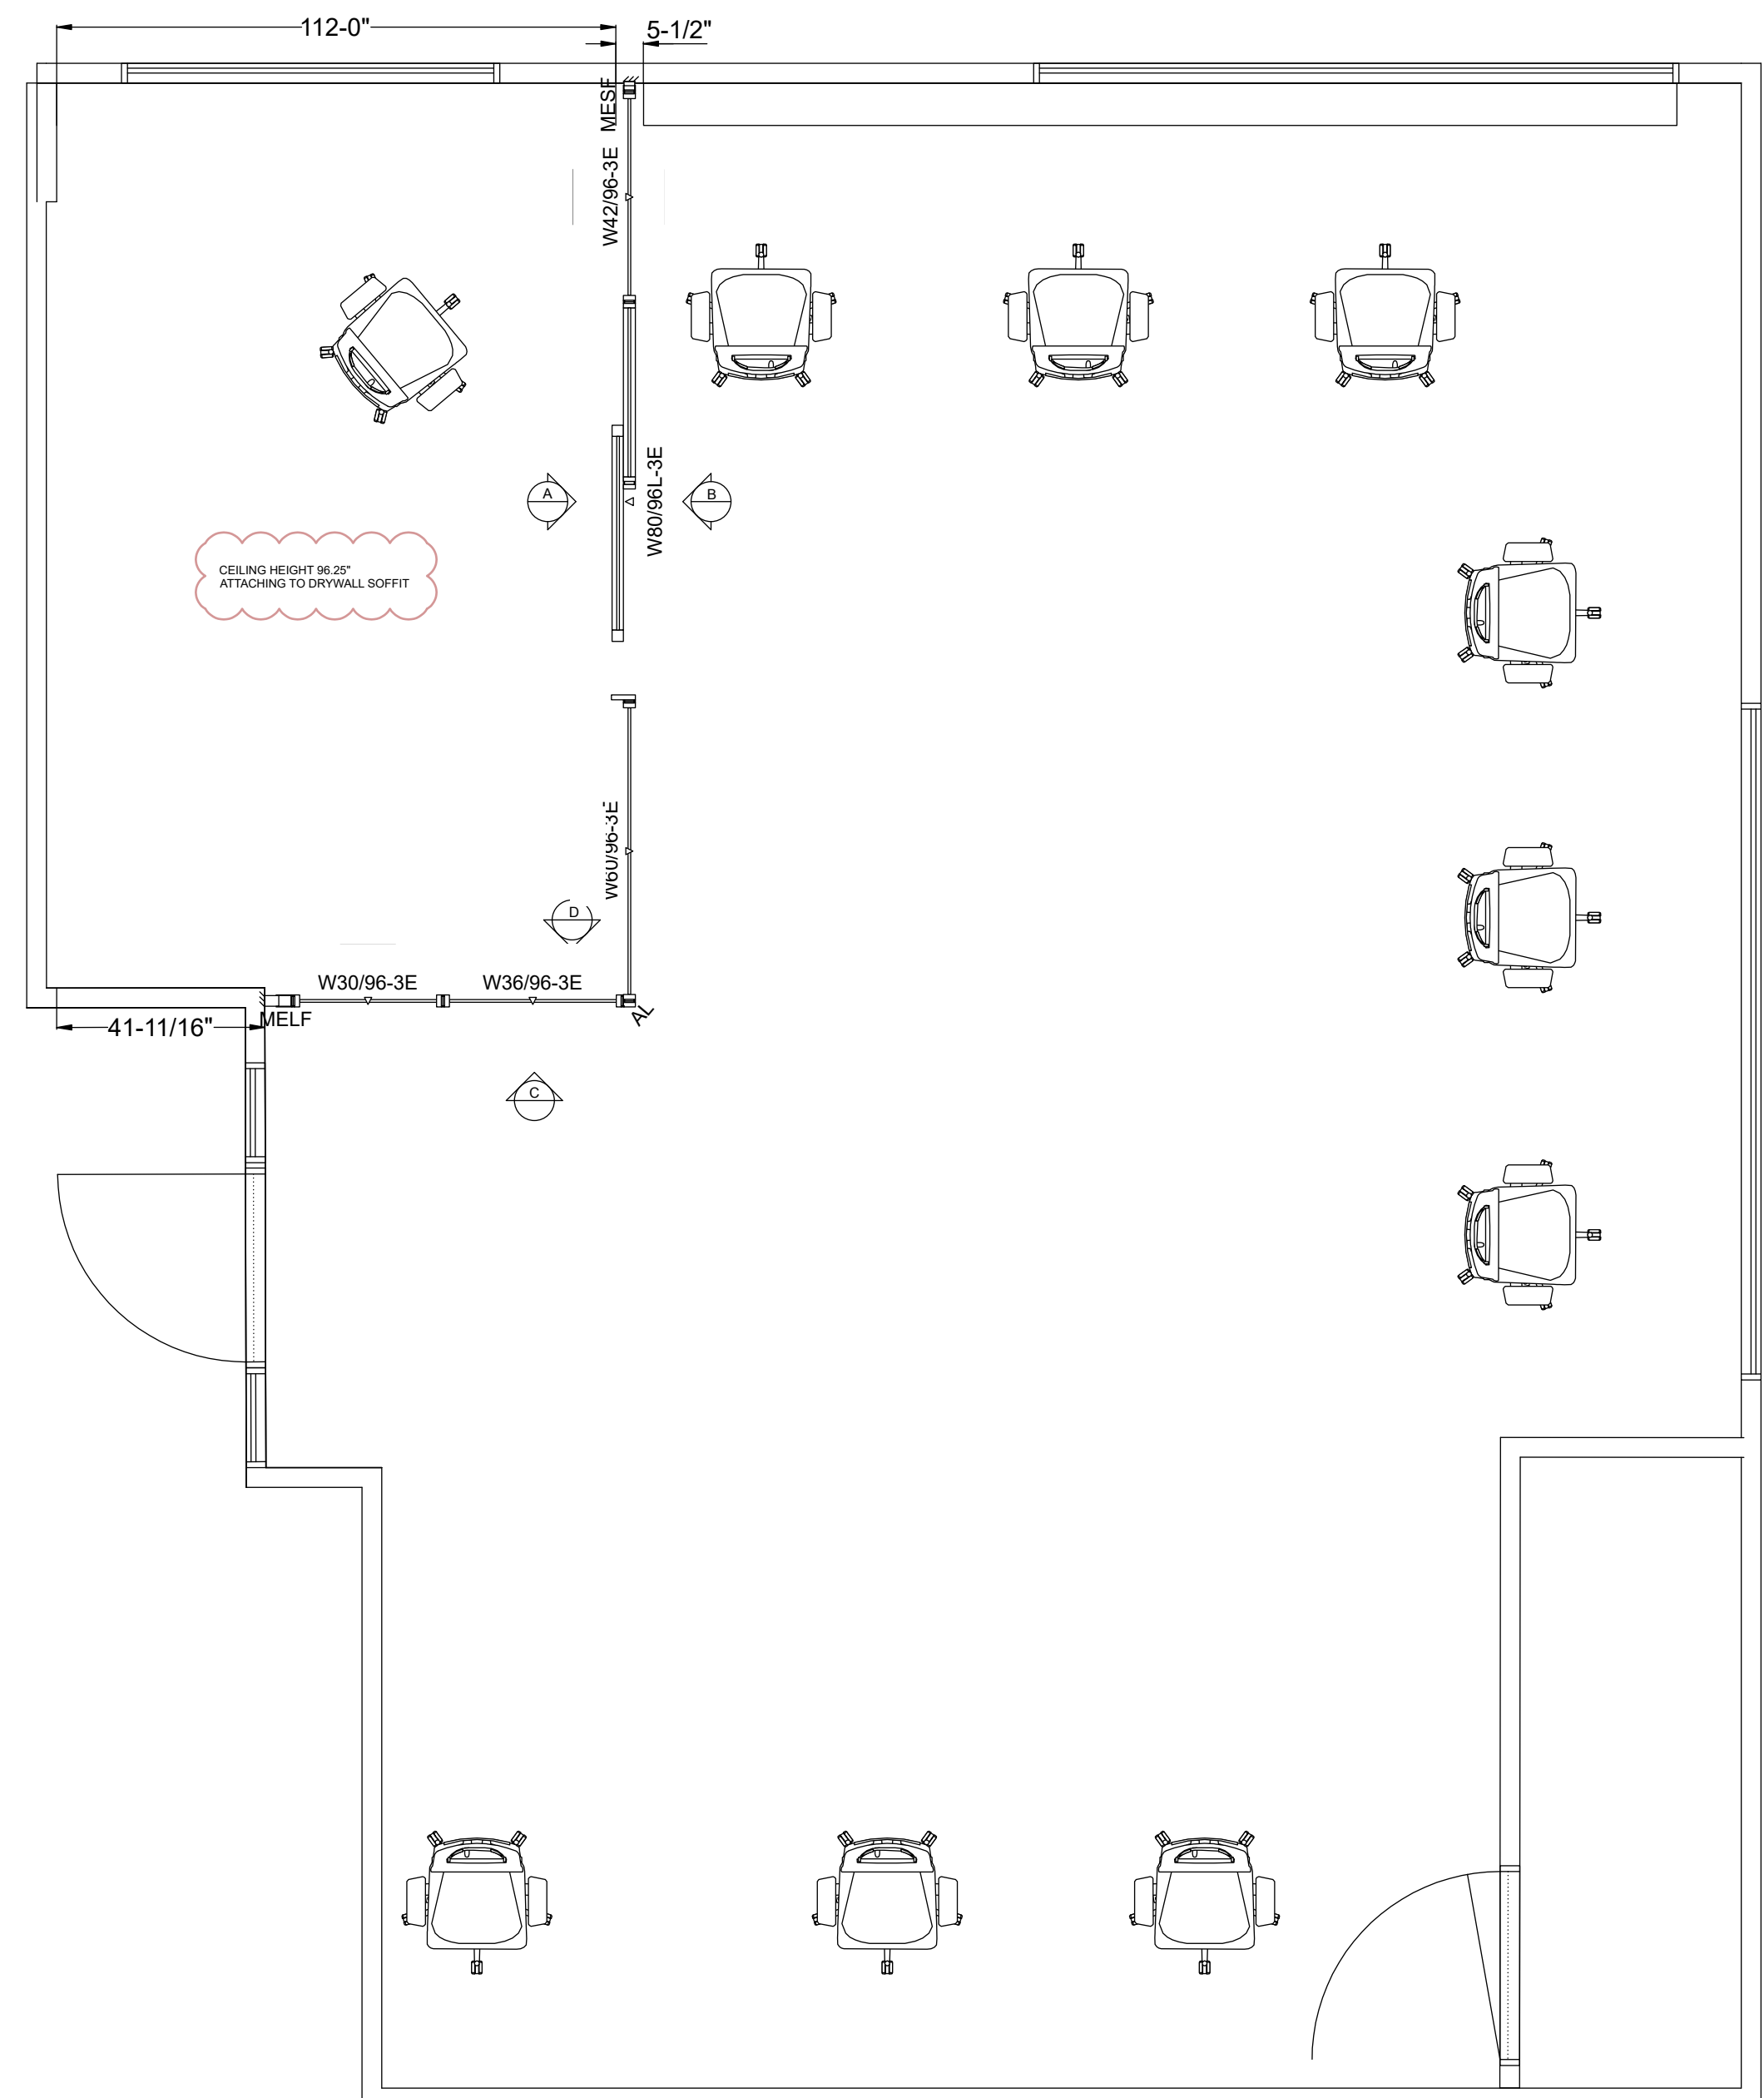 112-0"
5-1/2"
MESF
W42/96-3E
A
B
W80/96L-3E
CEILING HEIGHT 96.25"
ATTACHING TO DRYWALL SOFFIT
W60/96-3E
D
W30/96-3E
W36/96-3E
MELF
AL
41-11/16"
C